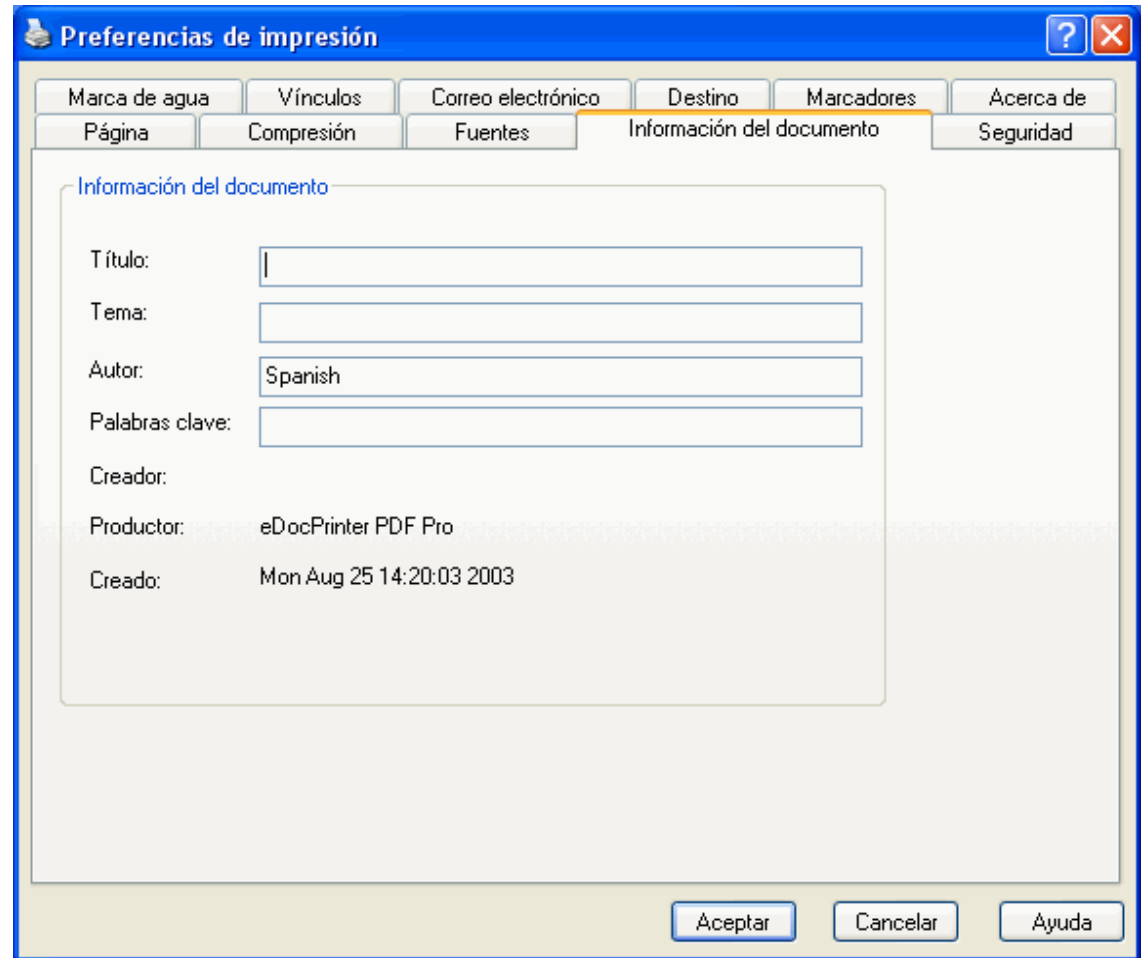 Preferencias de impresión
Marca de agua Vínculos Correo electrónico Destino Marcadores Acerca de
Página Compresión Fuentes Información del documento Seguridad
Información del documento
Título:
Tema:
Autor: Spanish
Palabras clave:
Creador:
Productor: eDocPrinter PDF Pro
Creado: Mon Aug 25 14:20:03 2003
Aceptar Cancelar Ayuda